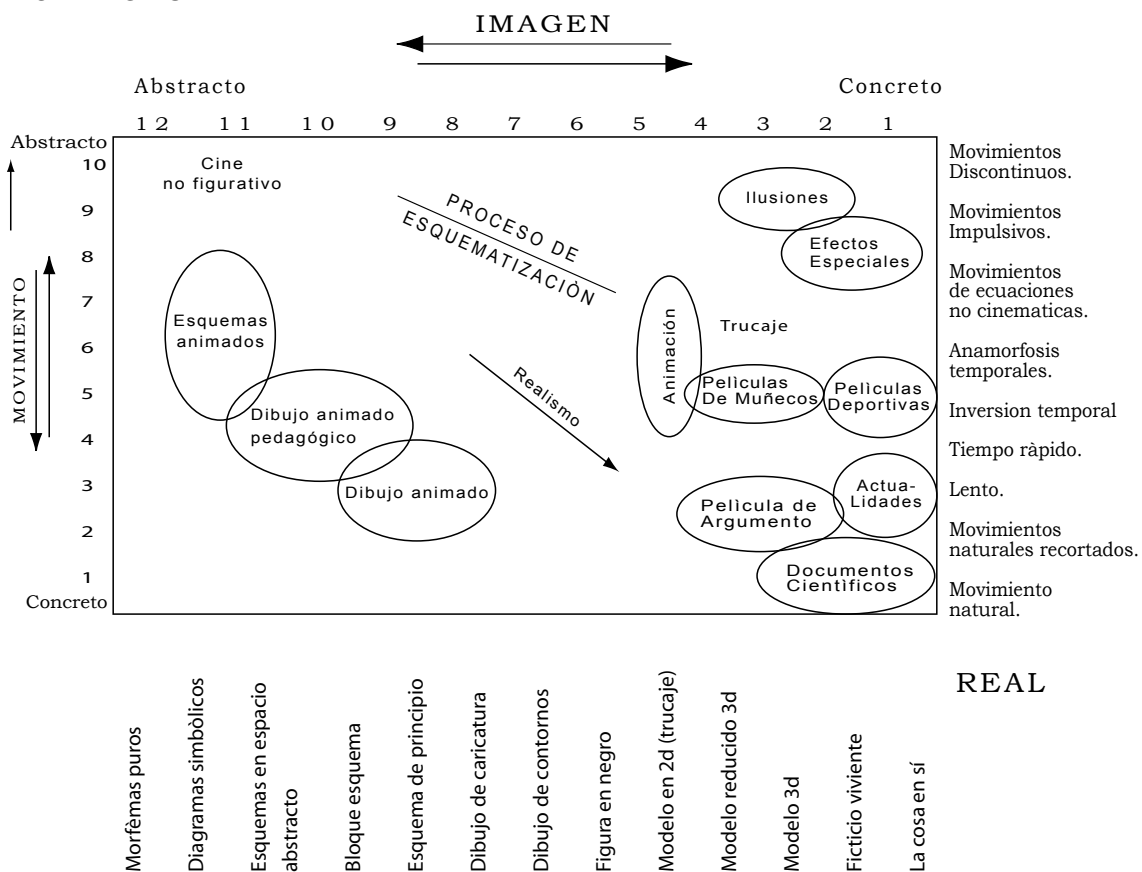 IMAGEN
Abstracto
Concreto
12 11 10 9 8 7 6 5 4 3 2 1
Abstracto
10
9
8
7
6
5
4
3
2
1
Concreto
MOVIMIENTO
Cine
no figurativo
PROCESO DE
ESQUEMATIZACIÒN
Ilusiones
Efectos
Especiales
Esquemas
animados
Animación
Trucaje
Realismo
Pelìculas
De Muñecos
Pelìculas
Deportivas
Dibujo animado
pedagógico
Dibujo animado
Pelìcula de
Argumento
Actua-
Lidades
Documentos
Cientìficos
Movimientos
Discontinuos.
Movimientos
Impulsivos.
Movimientos
de ecuaciones
no cinematicas.
Anamorfosis
temporales.
Inversion temporal
Tiempo ràpido.
Lento.
Movimientos
naturales recortados.
Movimiento
natural.
REAL
Morfèmas puros
Diagramas simbòlicos
Esquemas en espacio
abstracto
Bloque esquema
Esquema de principio
Dibujo de caricatura
Dibujo de contornos
Figura en negro
Modelo en 2d (trucaje)
Modelo reducido 3d
Modelo 3d
Ficticio viviente
La cosa en sí